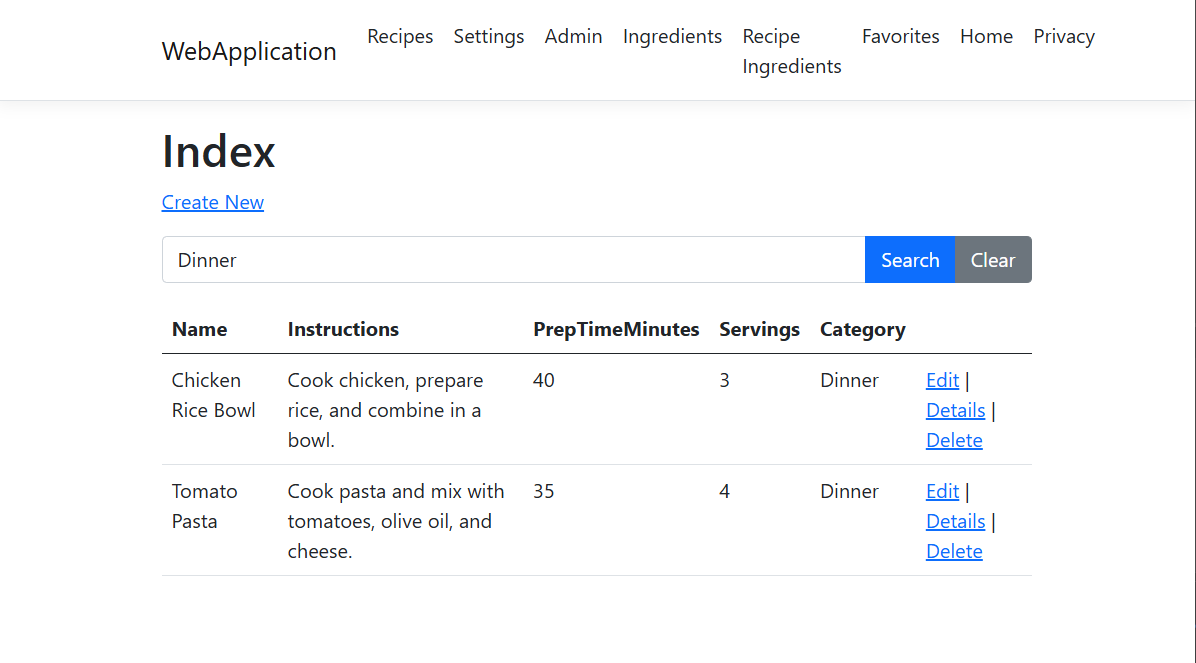 WebApplication Recipes Settings Admin Ingredients Recipe Ingredients Favorites Home Privacy
Index
Create New
Dinner Search Clear
Name Instructions PrepTimeMinutes Servings Category
Chicken Cook chicken, prepare 40 3 Dinner Edit |
Rice Bowl rice, and combine in a Details |
bowl. Delete
Tomato Cook pasta and mix with 35 4 Dinner Edit |
Pasta tomatoes, olive oil, and Details |
cheese. Delete